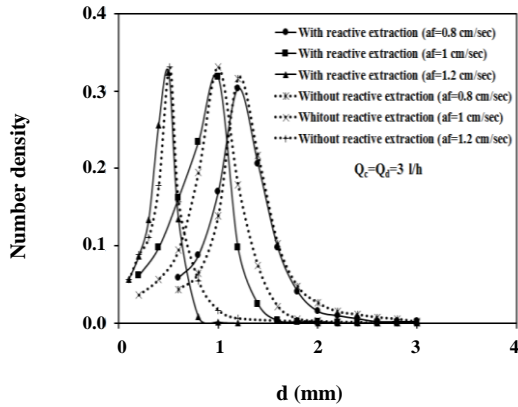 0.4
0.3
0.2
0.1
0.0
Number density
With reactive extraction (af=0.8 cm/sec)
With reactive extraction (af=1 cm/sec)
With reactive extraction (af=1.2 cm/sec)
Without reactive extraction (af=0.8 cm/sec)
Whitout reactive extraction (af=1 cm/sec)
Without reactive extraction (af=1.2 cm/sec)
Qc=Qd=3 l/h
0 1 2 3 4
d (mm)